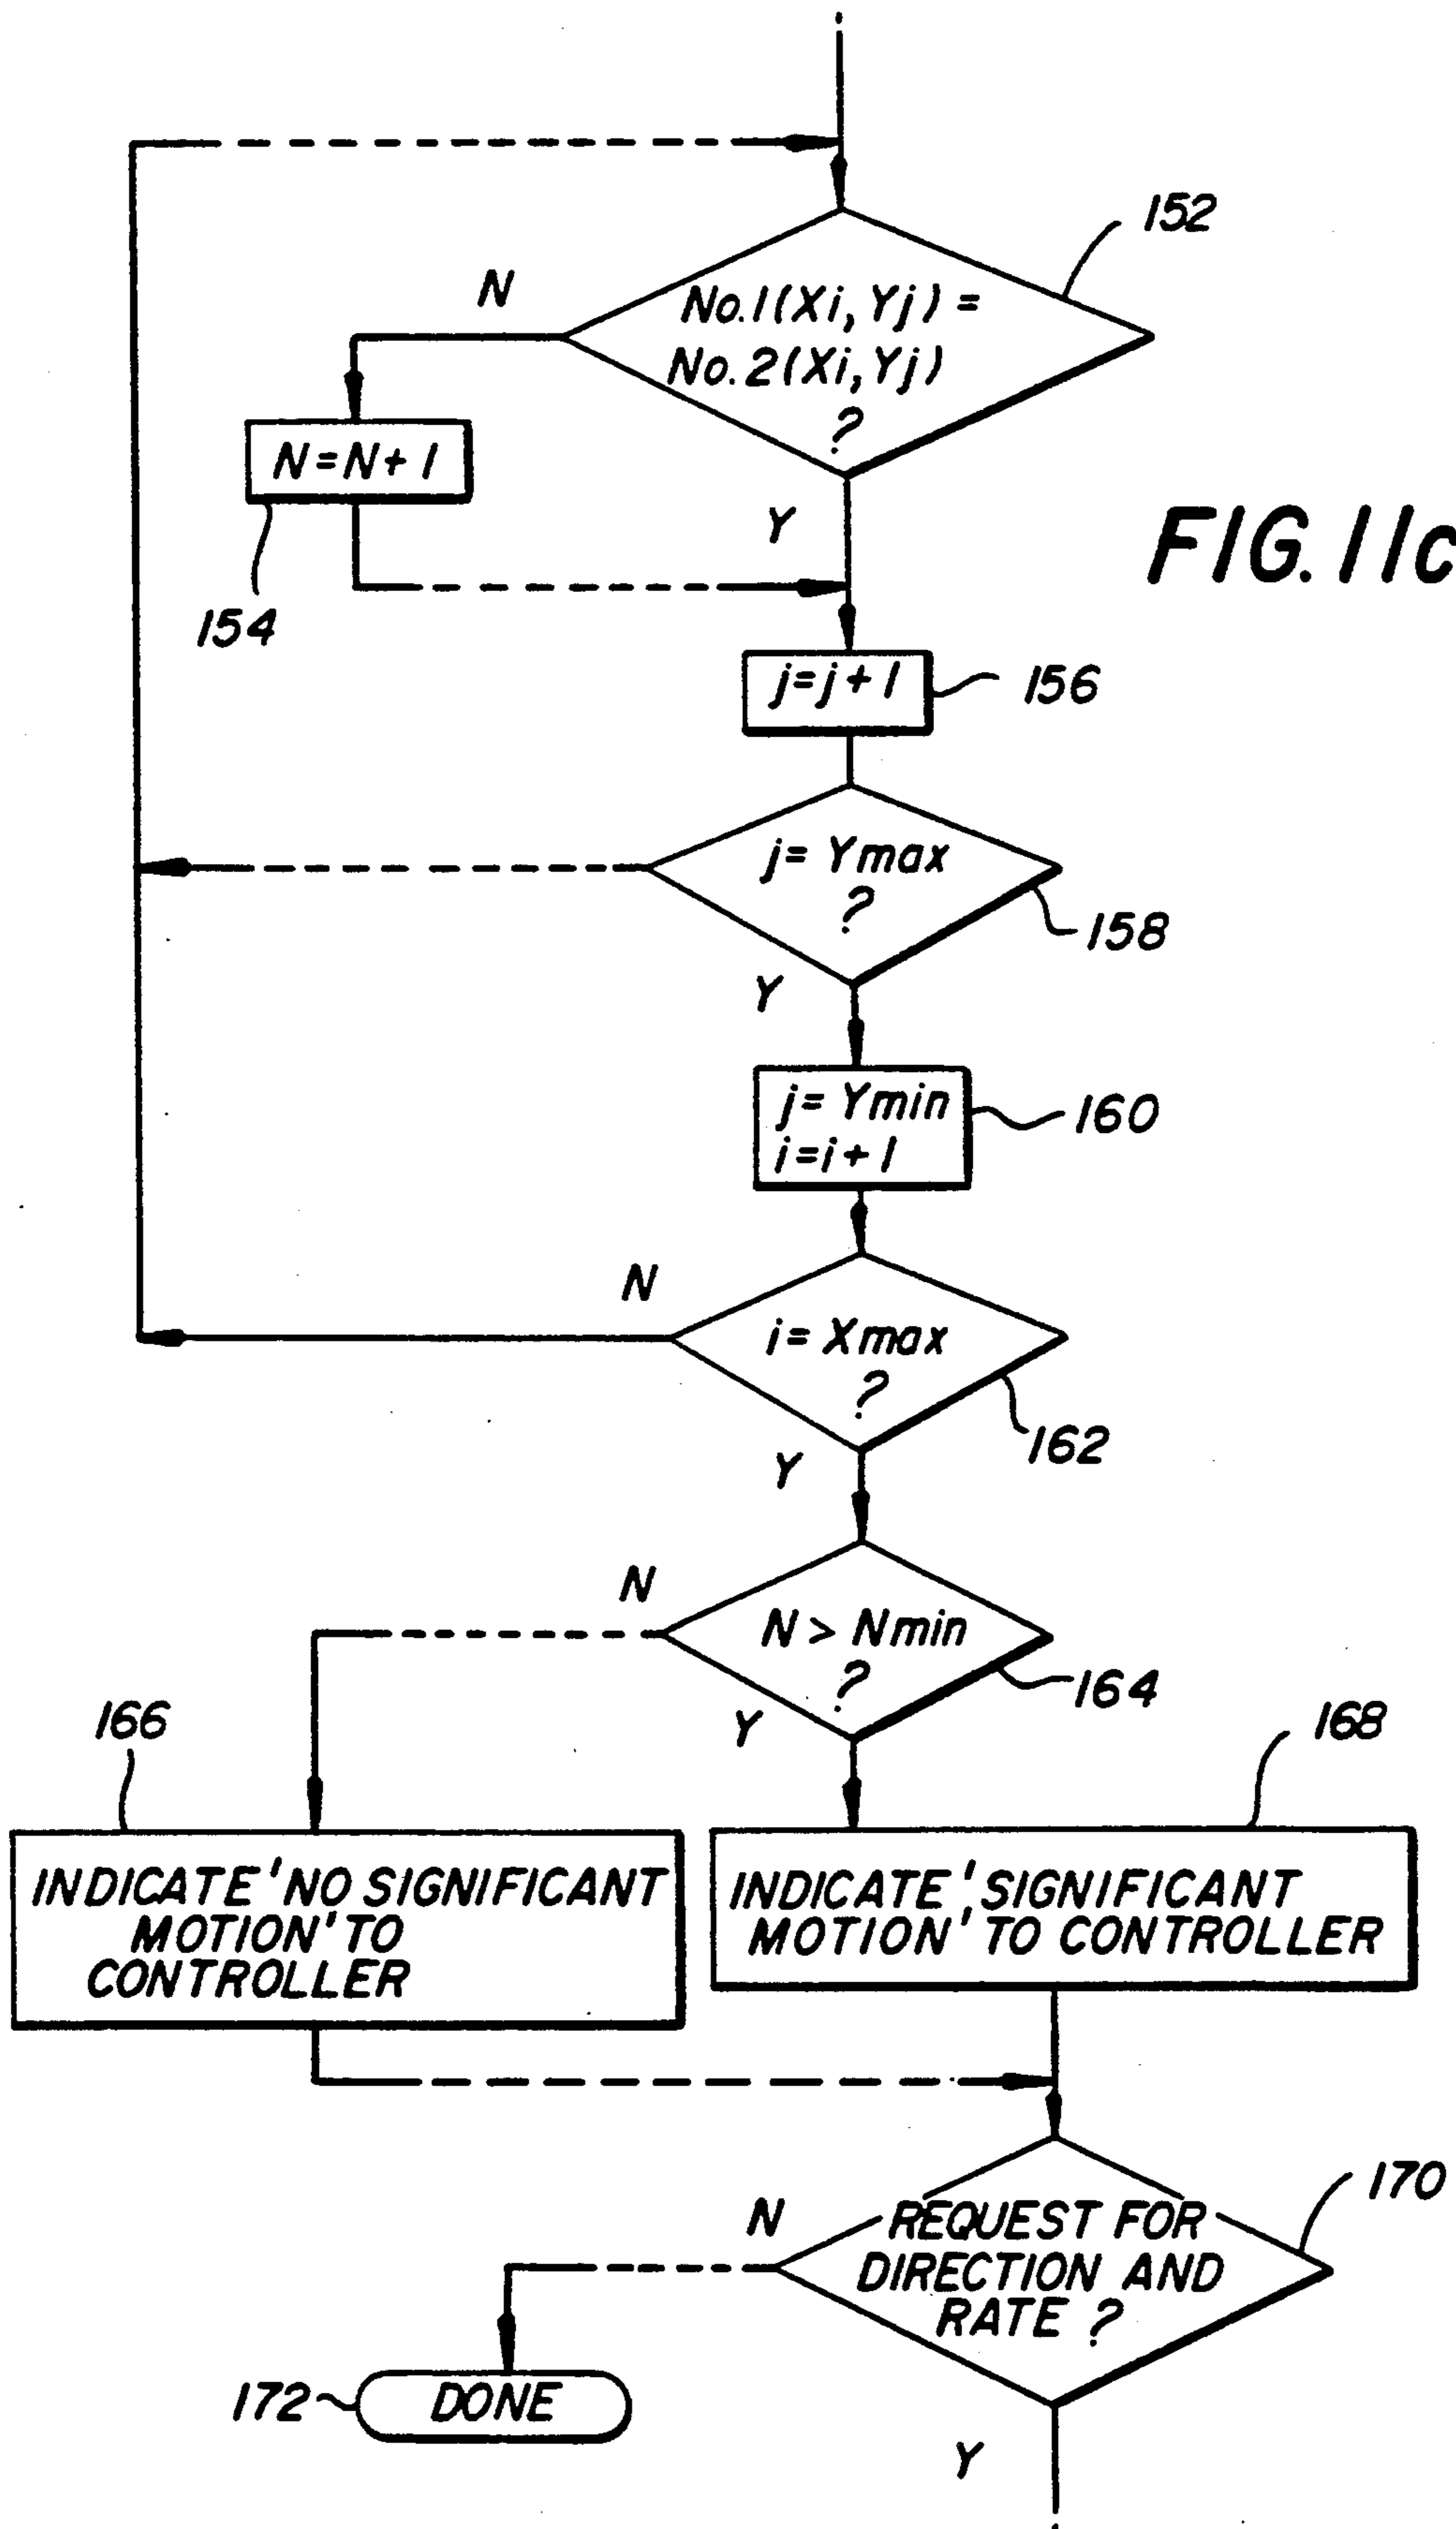 152
N
No.1(Xi, Yj) =
No.2(Xi, Yj)
?
N=N+1
Y
FIG. 11c
154
j=j+1
156
j= Ymax
?
158
Y
j= Ymin
i=i+1
160
N
i= Xmax
?
162
Y
N
N > Nmin
?
164
Y
166
168
INDICATE 'NO SIGNIFICANT
MOTION' TO
CONTROLLER
INDICATE 'SIGNIFICANT
MOTION' TO CONTROLLER
170
N
REQUEST FOR
DIRECTION AND
RATE ?
172
DONE
Y